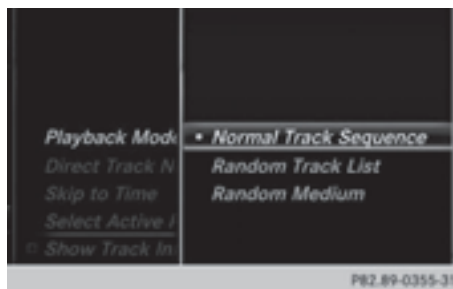 Playback Mod
Normal Track Sequence
Direct Track N
Random Track List
Skip to Time
Random Medium
Select Active
Show Track In
P82.89-0355-3